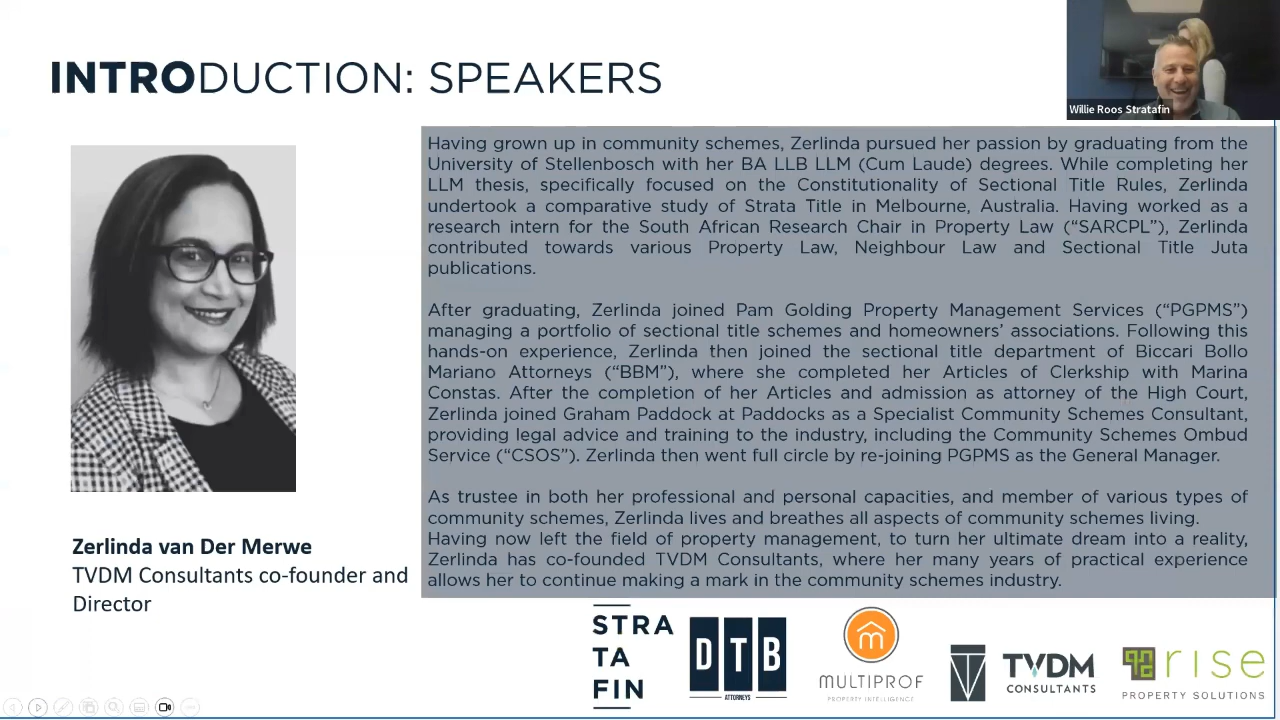 INTRODUCTION: SPEAKERS
Willie Roos Stratafin
Having grown up in community schemes, Zerlinda pursued her passion by graduating from the
University of Stellenbosch with her BA LLB LLM (Cum Laude) degrees. While completing her
LLM thesis, specifically focused on the Constitutionality of Sectional Title Rules, Zerlinda
undertook a comparative study of Strata Title in Melbourne, Australia. Having worked as a
research intern for the South African Research Chair in Property Law (“SARCPL”), Zerlinda
contributed towards various Property Law, Neighbour Law and Sectional Title Juta
publications.
After graduating, Zerlinda joined Pam Golding Property Management Services (“PGPMS”)
managing a portfolio of sectional title schemes and homeowners’ associations. Following this
hands-on experience, Zerlinda then joined the sectional title department of Biccari Bollo
Mariano Attorneys (“BBM”), where she completed her Articles of Clerkship with Marina
Constas. After the completion of her Articles and admission as attorney of the High Court,
Zerlinda joined Graham Paddock at Paddocks as a Specialist Community Schemes Consultant,
providing legal advice and training to the industry, including the Community Schemes Ombud
Service (“CSOS”). Zerlinda then went full circle by re-joining PGPMS as the General Manager.
As trustee in both her professional and personal capacities, and member of various types of
community schemes, Zerlinda lives and breathes all aspects of community schemes living.
Having now left the field of property management, to turn her ultimate dream into a reality,
Zerlinda has co-founded TVDM Consultants, where her many years of practical experience
allows her to continue making a mark in the community schemes industry.
Zerlinda van Der Merwe
TVDM Consultants co-founder and
Director
STRA
TA
FIN
DTB
ATTORNEYS
MULTIPROF
PROPERTY INTELLIGENCE
TVDM
CONSULTANTS
rise
PROPERTY SOLUTIONS